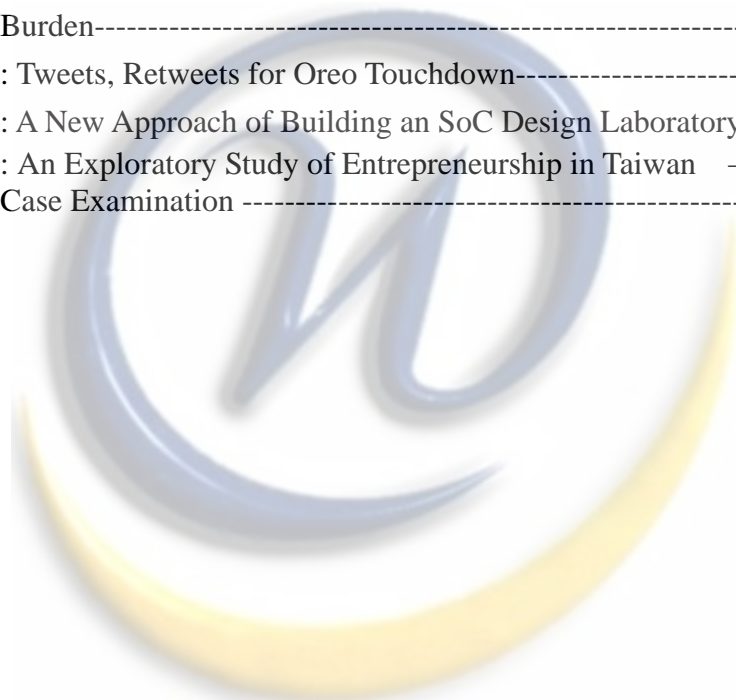 Burden-------------------------------------------------------------
: Tweets, Retweets for Oreo Touchdown---------------------
: A New Approach of Building an SoC Design Laboratory
: An Exploratory Study of Entrepreneurship in Taiwan -
Case Examination -----------------------------------------------